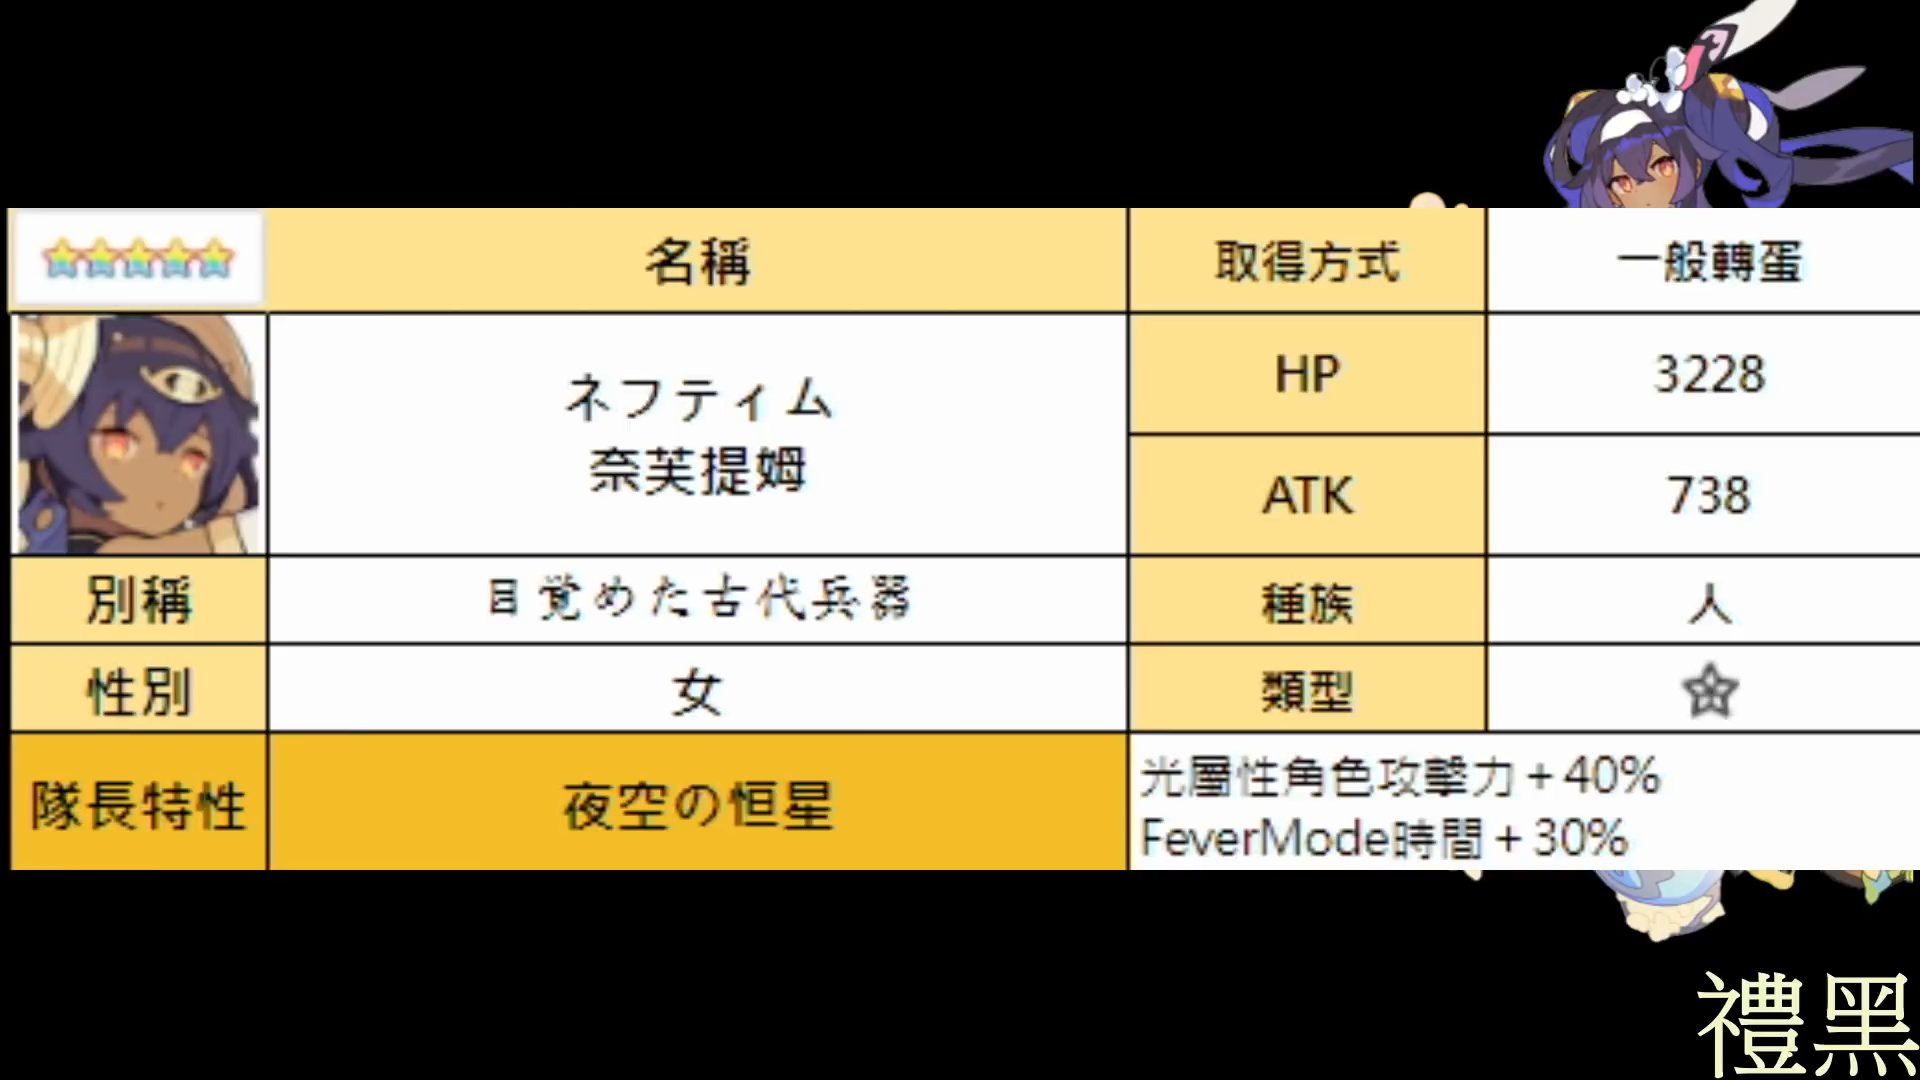 名稱
取得方式
一般轉蛋
ネフティム
奈芙提姆
HP
3228
ATK
738
別稱
目覚めた古代兵器
種族
人
性別
女
類型
隊長特性
夜空の恒星
光屬性角色攻擊力+40%
FeverMode時間+30%
禮黑